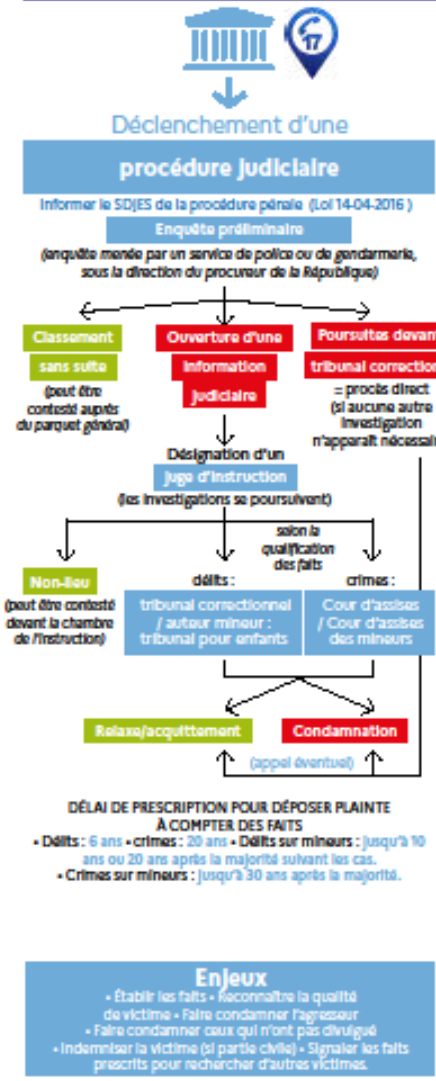 17
Déclenchement d'une
procédure judiciaire
Informer le SDJES de la procédure pénale (Loi 14-04-2016 )
Enquête préliminaire
(enquête menée par un service de police ou de gendarmerie,
sous la direction du procureur de la République)
Classement
sans suite
(peut être
contesté auprès
du parquet général)
Ouverture d'une
information
judiciaire
Poursuites devant
tribunal correction
= procès direct
(si aucune autre
investigation
n'apparaît nécessai
Désignation d'un
juge d'instruction
(les investigations se poursuivent)
selon la
qualification
des faits
Non-lieu
(peut être contesté
devant la chambre
de l'instruction)
délits :
tribunal correctionnel
/ auteur mineur :
tribunal pour enfants
crimes :
Cour d'assises
/ Cour d'assises
des mineurs
Relaxe/acquittement
Condamnation
(appel éventuel)
DÉLAI DE PRESCRIPTION POUR DÉPOSER PLAINTE
À COMPTER DES FAITS
• Délits : 6 ans • crimes : 20 ans • Délits sur mineurs : jusqu'à 10
ans ou 20 ans après la majorité suivant les cas.
• Crimes sur mineurs : jusqu'à 30 ans après la majorité.
Enjeux
• Établir les faits • Reconnaître la qualité
de victime • Faire condamner l'agresseur
• Faire condamner ceux qui n'ont pas divulgué
• Indemniser la victime (si partie civile) • Signaler les faits
prescrits pour rechercher d'autres victimes.